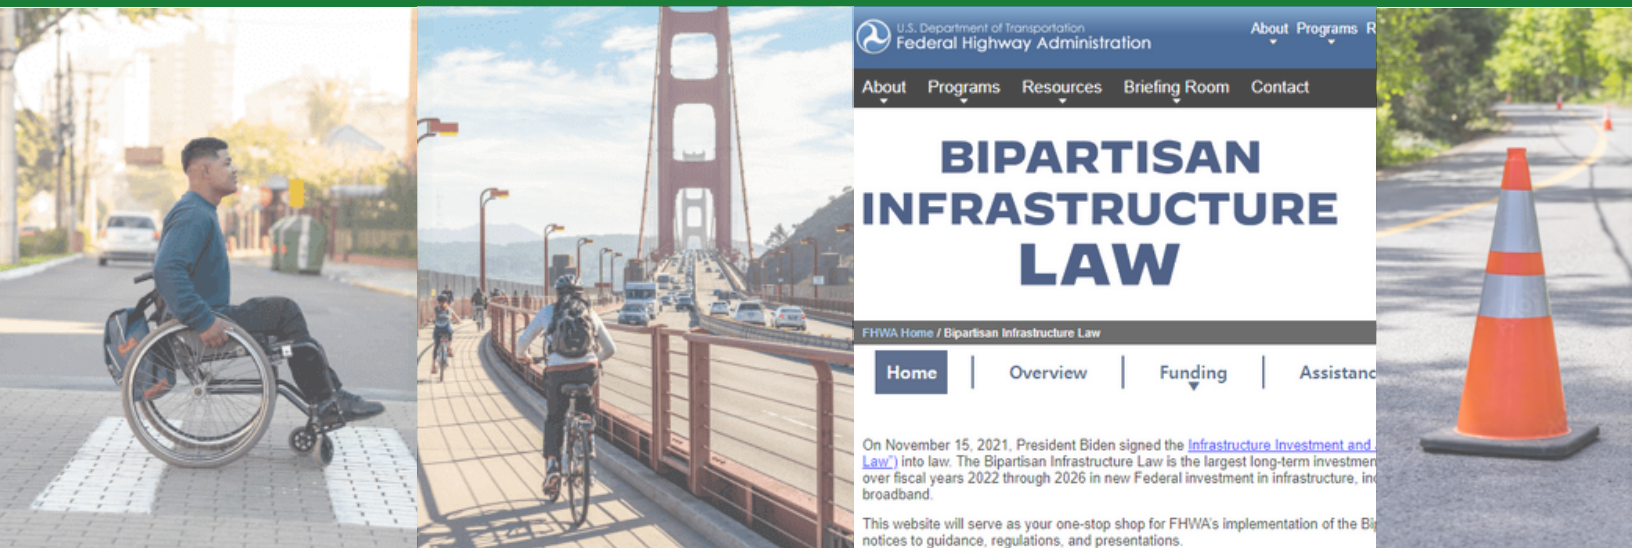 U.S. Department of Transportation
Federal Highway Administration
About Programs R
About Programs Resources Briefing Room Contact
BIPARTISAN
INFRASTRUCTURE
LAW
FHWA Home / Bipartisan Infrastructure Law
Home Overview Funding Assistanc
On November 15, 2021, President Biden signed the Infrastructure Investment and
Law") into law. The Bipartisan Infrastructure Law is the largest long-term investmen
over fiscal years 2022 through 2026 in new Federal investment in infrastructure, inc
broadband.
This website will serve as your one-stop shop for FHWA's implementation of the Bip
notices to guidance, regulations, and presentations.